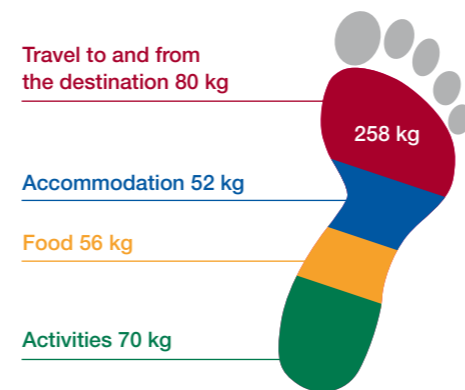 Travel to and from
the destination 80 kg
258 kg
Accommodation 52 kg
Food 56 kg
Activities 70 kg